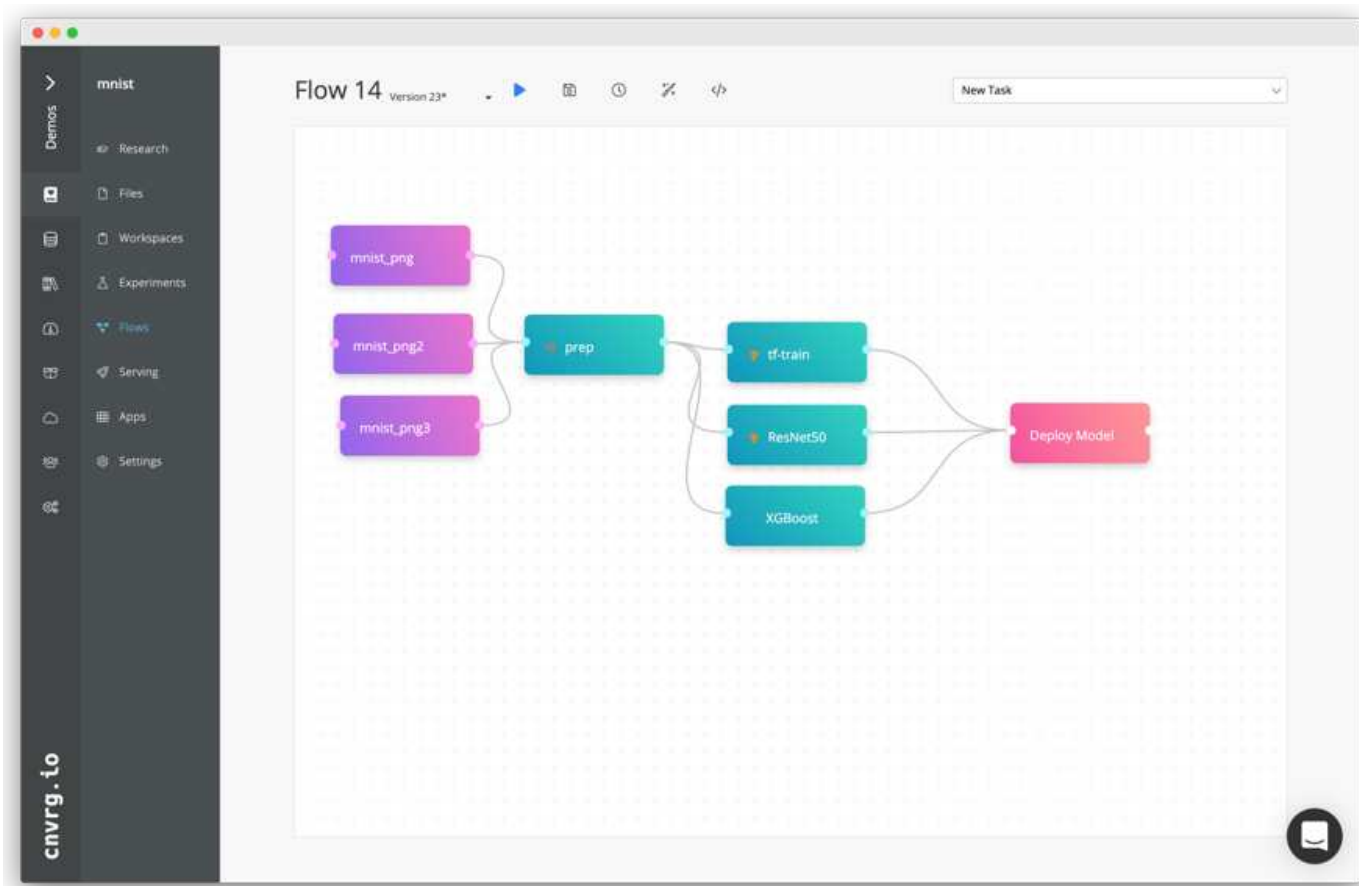 Demos
cnvrg.io
mnist
Research
Files
Workspaces
Experiments
Flows
Serving
Apps
Settings
Flow 14 Version 23*
New Task
mnist_png
mnist_png2
mnist_png3
prep
tf-train
ResNet50
XGBoost
Deploy Model